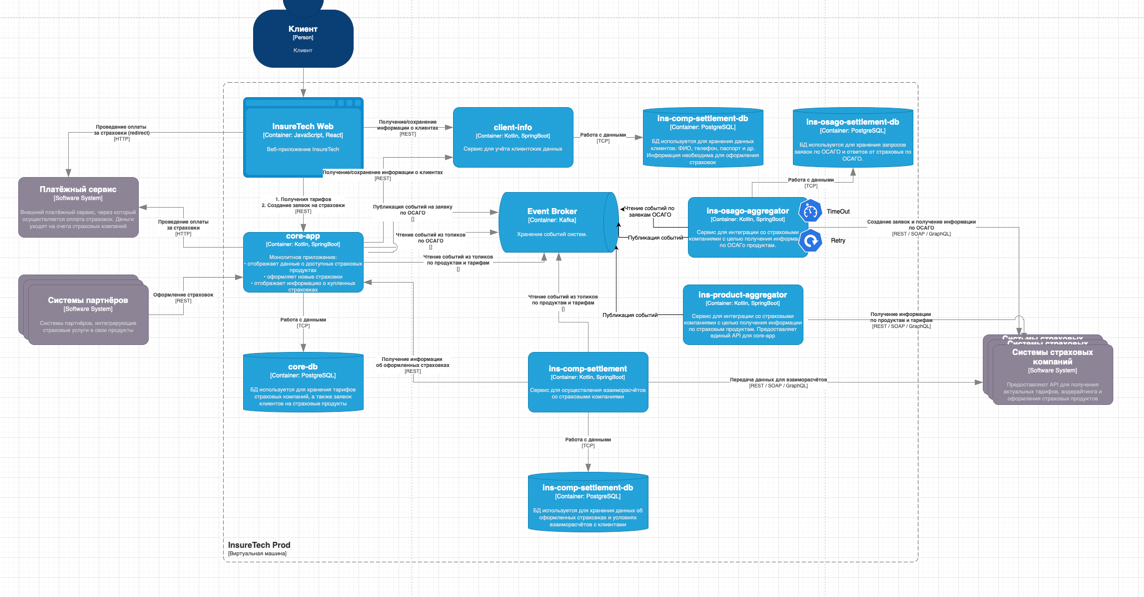 Клиент
[Person]
Клиент
InsureTech Web
[Container: JavaScript, React]
Веб-приложение InsureTech
Проведение оплаты
за страховки (redirect)
[HTTP]
Получение/сохранение
информации о клиентах
[REST]
client-info
[Container: Kotlin, SpringBoot]
Сервис для учёта клиентских данных
Работа с данными
[TCP]
ins-comp-settlement-db
[Container: PostgreSQL]
БД используется для хранения данных
клиентов. ФИО, телефон, паспорт и др.
Информация необходима для оформления
страховки
ins-osago-settlement-db
[Container: PostgreSQL]
БД используется для хранения запросов
заявок по ОСАГО и ответов от страховых по
ОСАГО.
Получение/сохранение информации о клиентах
[REST]
Работа с данными
[TCP]
Платёжный сервис
[Software System]
Внешний платёжный сервис, через который
осуществляется оплата страховок. Деньги
уходят на счета страховых компаний
1. Получения тарифов
2. Создание заявок на страховки
[REST]
Проведение оплаты
за страховки
[HTTP]
Публикация событий на заявку
по ОСАГО
[]
Чтение событий из топиков
по ОСАГО
[]
Чтение событий из топиков
по продуктам и тарифам
[]
Event Broker
[Container: Kafka]
Хранение событий систем.
Чтение событий по
заявкам ОСАГО
Публикация событий
ins-osago-aggregator
[Container: Kotlin, SpringBoot]
Сервис для интеграции со страховыми
компаниями с целью получения информац
по ОСАГО продуктам.
TimeOut
Retry
Создание заявок и получение информации
по ОСАГО
[REST / SOAP / GraphQL]
core-app
[Container: Kotlin, SpringBoot]
Монолитное приложение:
• отображает данные о доступных страховых
продуктах
• оформляет новые страховки
• отображает информацию о купленных
страховках
Системы партнёров
[Software System]
Системы партнёров, интегрирующие
страховые услуги в свои продукты
Оформление страховок
[REST]
Работа с данными
[TCP]
Чтение событий из топиков
по продуктам и тарифам
[]
Публикация событий
ins-product-aggregator
[Container: Kotlin, SpringBoot]
Сервис для интеграции со страховыми
компаниями с целью получения информации
по страховым продуктам. Предоставляет
единый API для core-app
Получение информации
по продуктам и тарифам
[REST / SOAP / GraphQL]
Системы страховых
Системы страховых
Системы страховых
компаний
[Software System]
Предоставляют API для получения
актуальных тарифов, андерайтинга и
оформления страховых продуктов
core-db
[Container: PostgreSQL]
БД используется для хранения тарифов
страховых компаний, а также заявок
клиентов на страховые продукты
Получение информации
об оформленных страховках
[REST]
ins-comp-settlement
[Container: Kotlin, SpringBoot]
Сервис для осуществления взаиморасчётов
со страховыми компаниями
Передача данных для взаиморасчётов
[REST / SOAP / GraphQL]
Работа с данными
[TCP]
ins-comp-settlement-db
[Container: PostgreSQL]
БД используется для хранения данных об
оформленных страховках и условиях
взаиморасчётов с клиентами
InsureTech Prod
[Виртуальная машина]